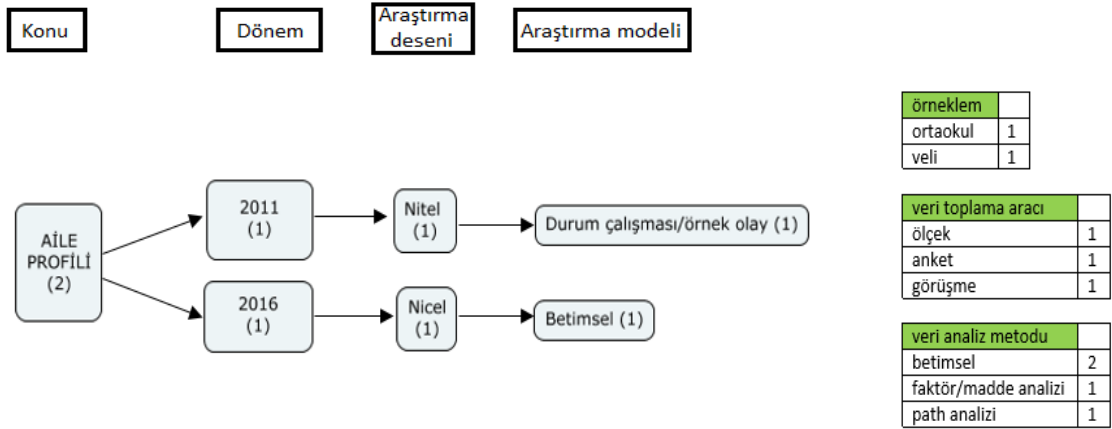 Konu
Dönem
Araştırma
deseni
Araştırma modeli
AİLE
PROFİLİ
(2)
2011
(1)
Nitel
(1)
Durum çalışması/örnek olay (1)
2016
(1)
Nicel
(1)
Betimsel (1)
örneklem
ortaokul 1
veli 1
veri toplama aracı
ölçek 1
anket 1
görüşme 1
veri analiz metodu
betimsel 2
faktör/madde analizi 1
path analizi 1